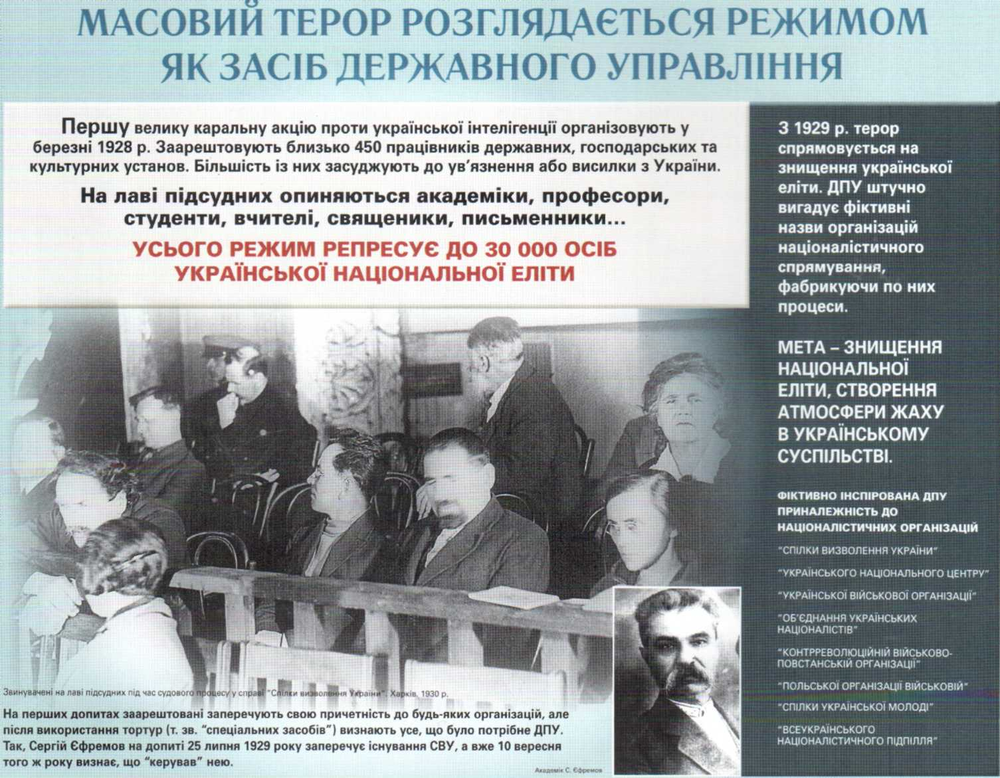 МАСОВИЙ ТЕРОР РОЗГЛЯДАЄТЬСЯ РЕЖИМОМ
ЯК ЗАСІБ ДЕРЖАВНОГО УПРАВЛІННЯ
Першу велику каральну акцію проти української інтелігенції організовують у
березні 1928 р. Заарештовують близько 450 працівників державних, господарських та
культурних установ. Більшість із них засуджують до ув’язнення або висилки з України.
На лаві підсудних опиняються академіки, професори,
студенти, вчителі, священики, письменники...
УСЬОГО РЕЖИМ РЕПРЕСУЄ ДО 30 000 ОСІБ
УКРАЇНСЬКОЇ НАЦІОНАЛЬНОЇ ЕЛІТИ
З 1929 р. терор
спрямовується на
знищення української
еліти. ДПУ штучно
вигадує фіктивні
назви організацій
націоналістичного
спрямування,
фабрикуючи по них
процеси.
МЕТА – ЗНИЩЕННЯ
НАЦІОНАЛЬНОЇ
ЕЛІТИ, СТВОРЕННЯ
АТМОСФЕРИ ЖАХУ
В УКРАЇНСЬКОМУ
СУСПІЛЬСТВІ.
ФІКТИВНО ІНСПІРОВАНА ДПУ
ПРИНАЛЕЖНІСТЬ ДО
НАЦІОНАЛІСТИЧНИХ ОРГАНІЗАЦІЙ
“СПІЛКИ ВИЗВОЛЕННЯ УКРАЇНИ”
“УКРАЇНСЬКОГО НАЦІОНАЛЬНОГО ЦЕНТРУ”
“УКРАЇНСЬКОЇ ВІЙСЬКОВОЇ ОРГАНІЗАЦІЇ”
“ОБ’ЄДНАННЯ УКРАЇНСЬКИХ
НАЦІОНАЛІСТІВ”
“КОНТРРЕВОЛЮЦІЙНІЙ ВІЙСЬКОВО-
ПОВСТАНСЬКІЙ ОРГАНІЗАЦІЇ”
“ПОЛЬСЬКОЇ ОРГАНІЗАЦІЇ ВІЙСЬКОВІЙ”
“СПІЛКИ УКРАЇНСЬКОЇ МОЛОДІ”
“ВСЕУКРАЇНСЬКОГО
НАЦІОНАЛІСТИЧНОГО ПІДПІЛЛЯ”
Звинувачені на лаві підсудних під час судового процесу у справі “Спілки визволення України”. Харків. 1930 р.
На перших допитах заарештовані заперечують свою причетність до будь-яких організацій, але
після використання тортур (т. зв. “спеціальних засобів”) визнають усе, що було потрібне ДПУ.
Так, Сергій Єфремов на допиті 25 липня 1929 року заперечує існування СВУ, а вже 10 вересня
того ж року визнає, що “керував” нею.
Академік С. Єфремов